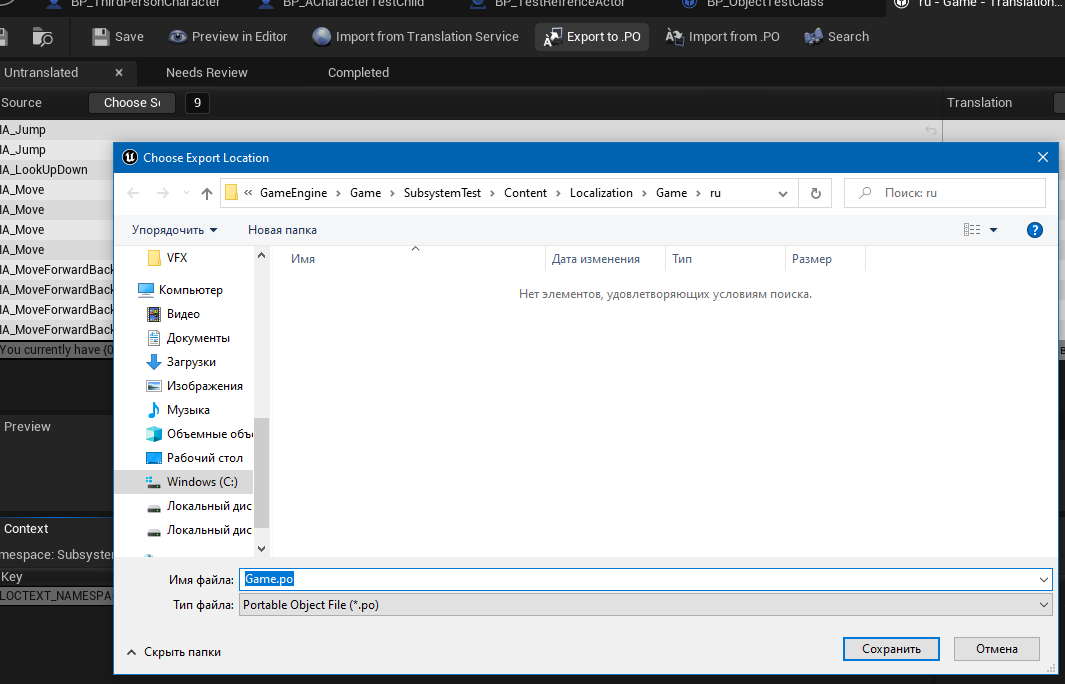 BP_ThirdPersonCharacter BP_ACharacterTestChild BP_TestRefrenceActor BP_ObjectTestClass ru - Game - Translation...
Save Preview in Editor Import from Translation Service Export to .PO Import from .PO Search
Untranslated × Needs Review Completed
Source Choose So 9 Translation
IA_Jump
IA_Jump
IA_LookUpDown
IA_Move
IA_Move
IA_Move
IA_Move
IA_MoveForwardBack
IA_MoveForwardBack
IA_MoveForwardBack
IA_MoveForwardBack
You currently have {0
Preview
Context
mespace: Subsystem
Key
LOCTEXT_NAMESPA
Choose Export Location
« GameEngine › Game › SubsystemTest › Content › Localization › Game › ru
Поиск: ru
Упорядочить Новая папка
Имя Дата изменения Тип Размер
Нет элементов, удовлетворяющих условиям поиска.
VFX
Компьютер
Видео
Документы
Загрузки
Изображения
Музыка
Объемные объ
Рабочий стол
Windows (C:)
Локальный дис
Локальный дис
Имя файла: Game.po
Тип файла: Portable Object File (*.po)
Скрыть папки Сохранить Отмена